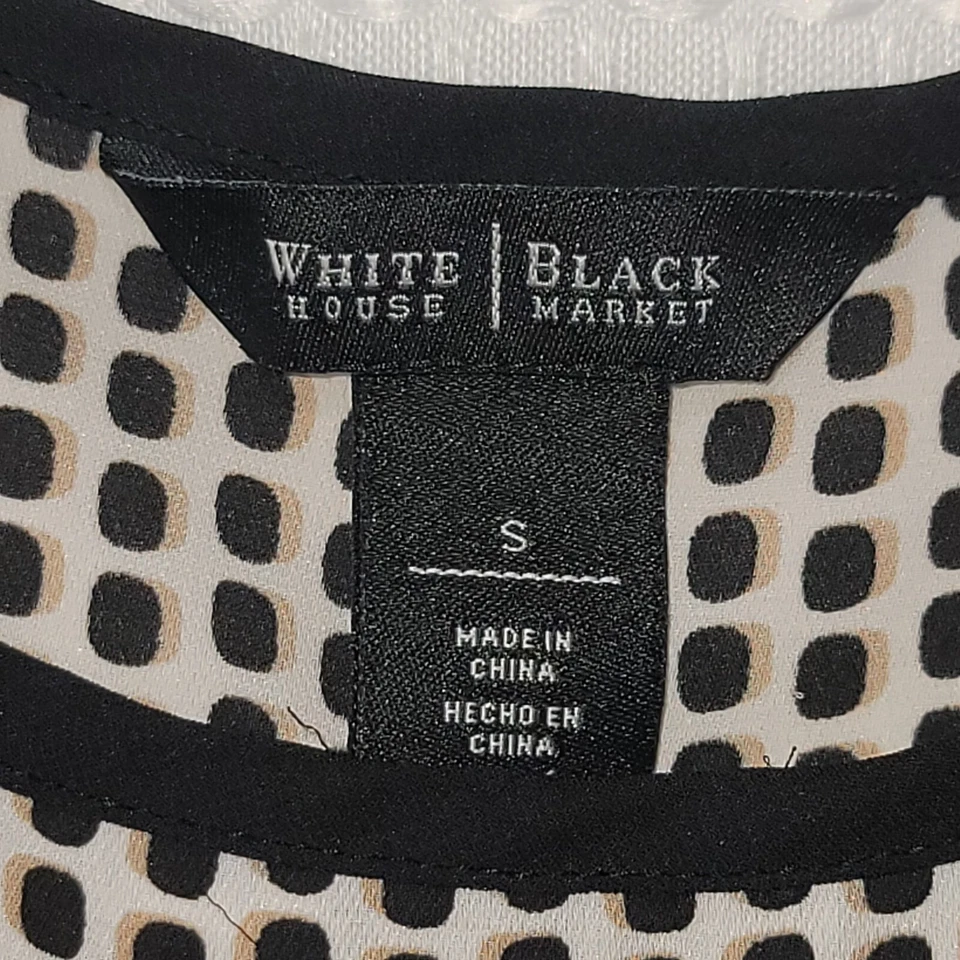 WHITE | BLACK
HOUSE | MARKET
S
MADE IN
CHINA
HECHO EN
CHINA